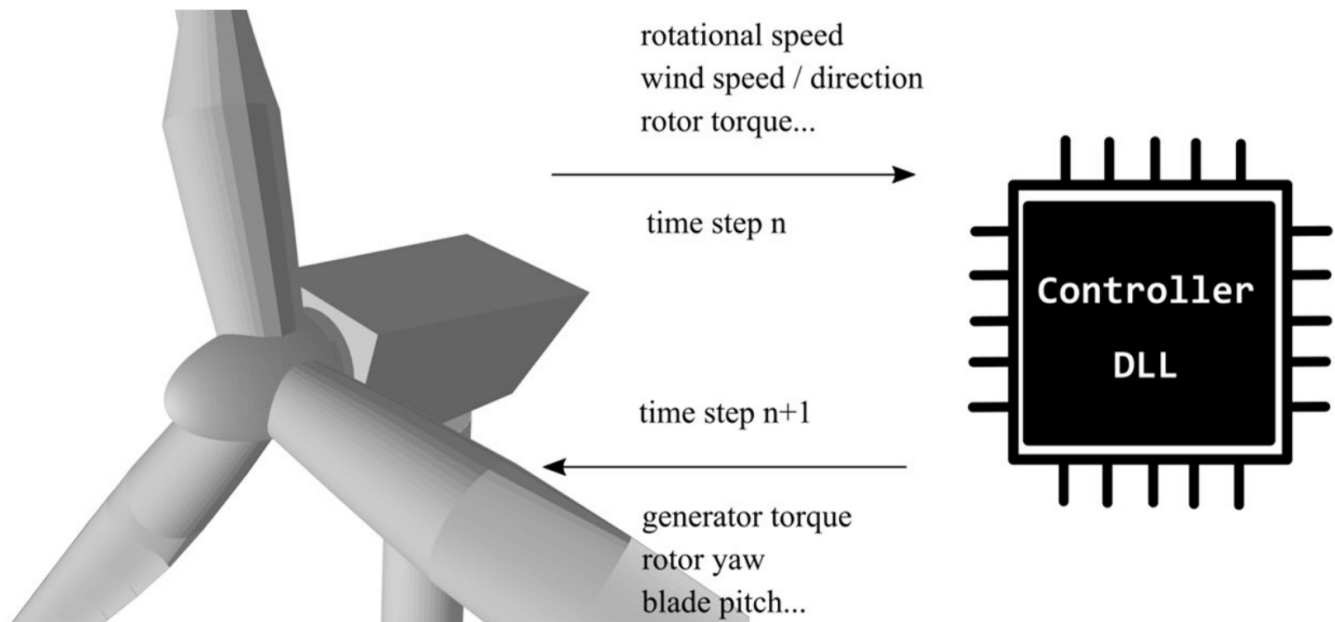 rotational speed
wind speed / direction
rotor torque...
time step n
Controller
DLL
time step n+1
generator torque
rotor yaw
blade pitch...